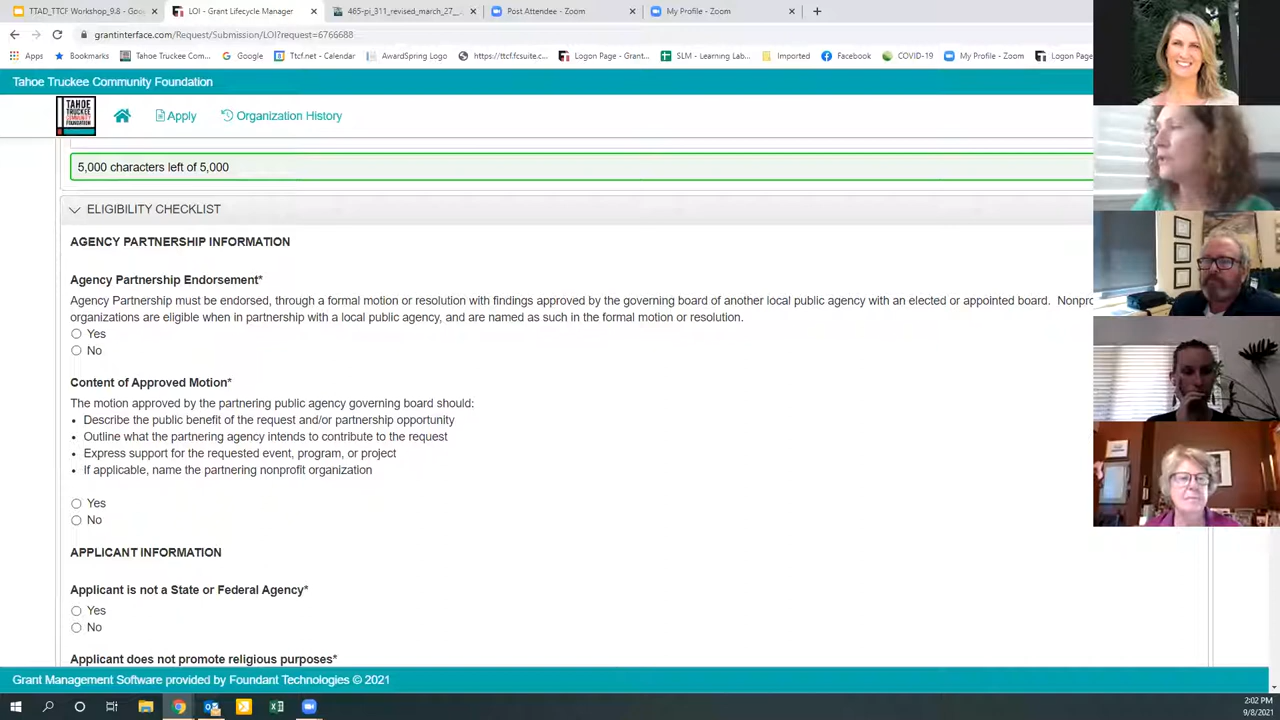 TTAD_TTCF Workshop_9.8 - Goo
LOI - Grant Lifecycle Manager
465-pi_311_revised_march_27__
Post Attendee - Zoom
My Profile - Zoom
grantinterface.com/Request/Submission/LOI?request=6766688
Apps
Bookmarks
Tahoe Truckee Com...
Google
Ttcf.net - Calendar
AwardSpring Logo
https://ttcf.fcsuite.c...
Logon Page - Grant...
SLM - Learning Lab...
Imported
Facebook
COVID-19
My Profile - Zoom
Logon Page
Tahoe Truckee Community Foundation
TAHOE
TRUCKEE
COMMUNITY
FOUNDATION
Apply
Organization History
5,000 characters left of 5,000
ELIGIBILITY CHECKLIST
AGENCY PARTNERSHIP INFORMATION
Agency Partnership Endorsement*
Agency Partnership must be endorsed, through a formal motion or resolution with findings approved by the governing board of another local public agency with an elected or appointed board. Nonpro
organizations are eligible when in partnership with a local public agency, and are named as such in the formal motion or resolution.
Yes
No
Content of Approved Motion*
The motion approved by the partnering public agency governing board should:
• Describe the public benefit of the request and/or partnership opportunity
• Outline what the partnering agency intends to contribute to the request
• Express support for the requested event, program, or project
• If applicable, name the partnering nonprofit organization
Yes
No
APPLICANT INFORMATION
Applicant is not a State or Federal Agency*
Yes
No
Applicant does not promote religious purposes*
Grant Management Software provided by Foundant Technologies © 2021
2:02 PM
9/8/2021